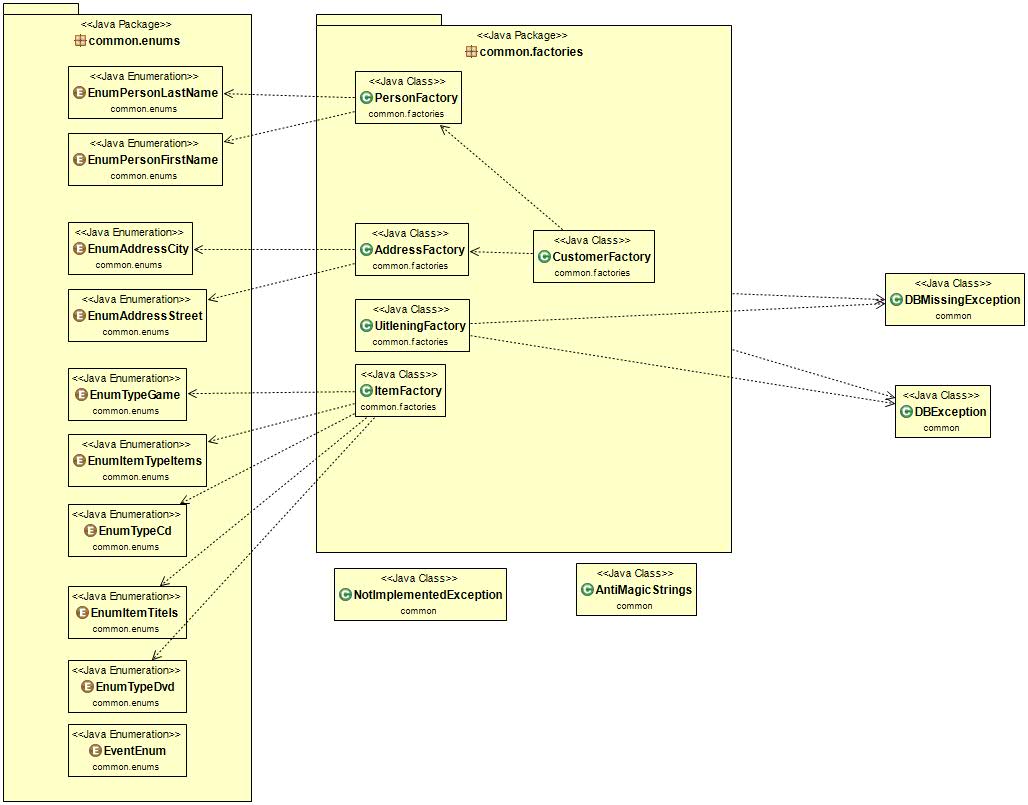 <<Java Package>>
common.enums
<<Java Enumeration>>
EnumPersonLastName
common.enums
<<Java Enumeration>>
EnumPersonFirstName
common.enums
<<Java Enumeration>>
EnumAddressCity
common.enums
<<Java Enumeration>>
EnumAddressStreet
common.enums
<<Java Enumeration>>
EnumTypeGame
common.enums
<<Java Enumeration>>
EnumItemTypeItems
common.enums
<<Java Enumeration>>
EnumTypeCd
common.enums
<<Java Enumeration>>
EnumItemTitels
common.enums
<<Java Enumeration>>
EnumTypeDvd
common.enums
<<Java Enumeration>>
EventEnum
common.enums
<<Java Package>>
common.factories
<<Java Class>>
PersonFactory
common.factories
<<Java Class>>
AddressFactory
common.factories
<<Java Class>>
CustomerFactory
common.factories
<<Java Class>>
UitleningFactory
common.factories
<<Java Class>>
ItemFactory
common.factories
<<Java Class>>
NotImplementedException
common
<<Java Class>>
AntiMagicStrings
common
<<Java Class>>
DBMissingException
common
<<Java Class>>
DBException
common